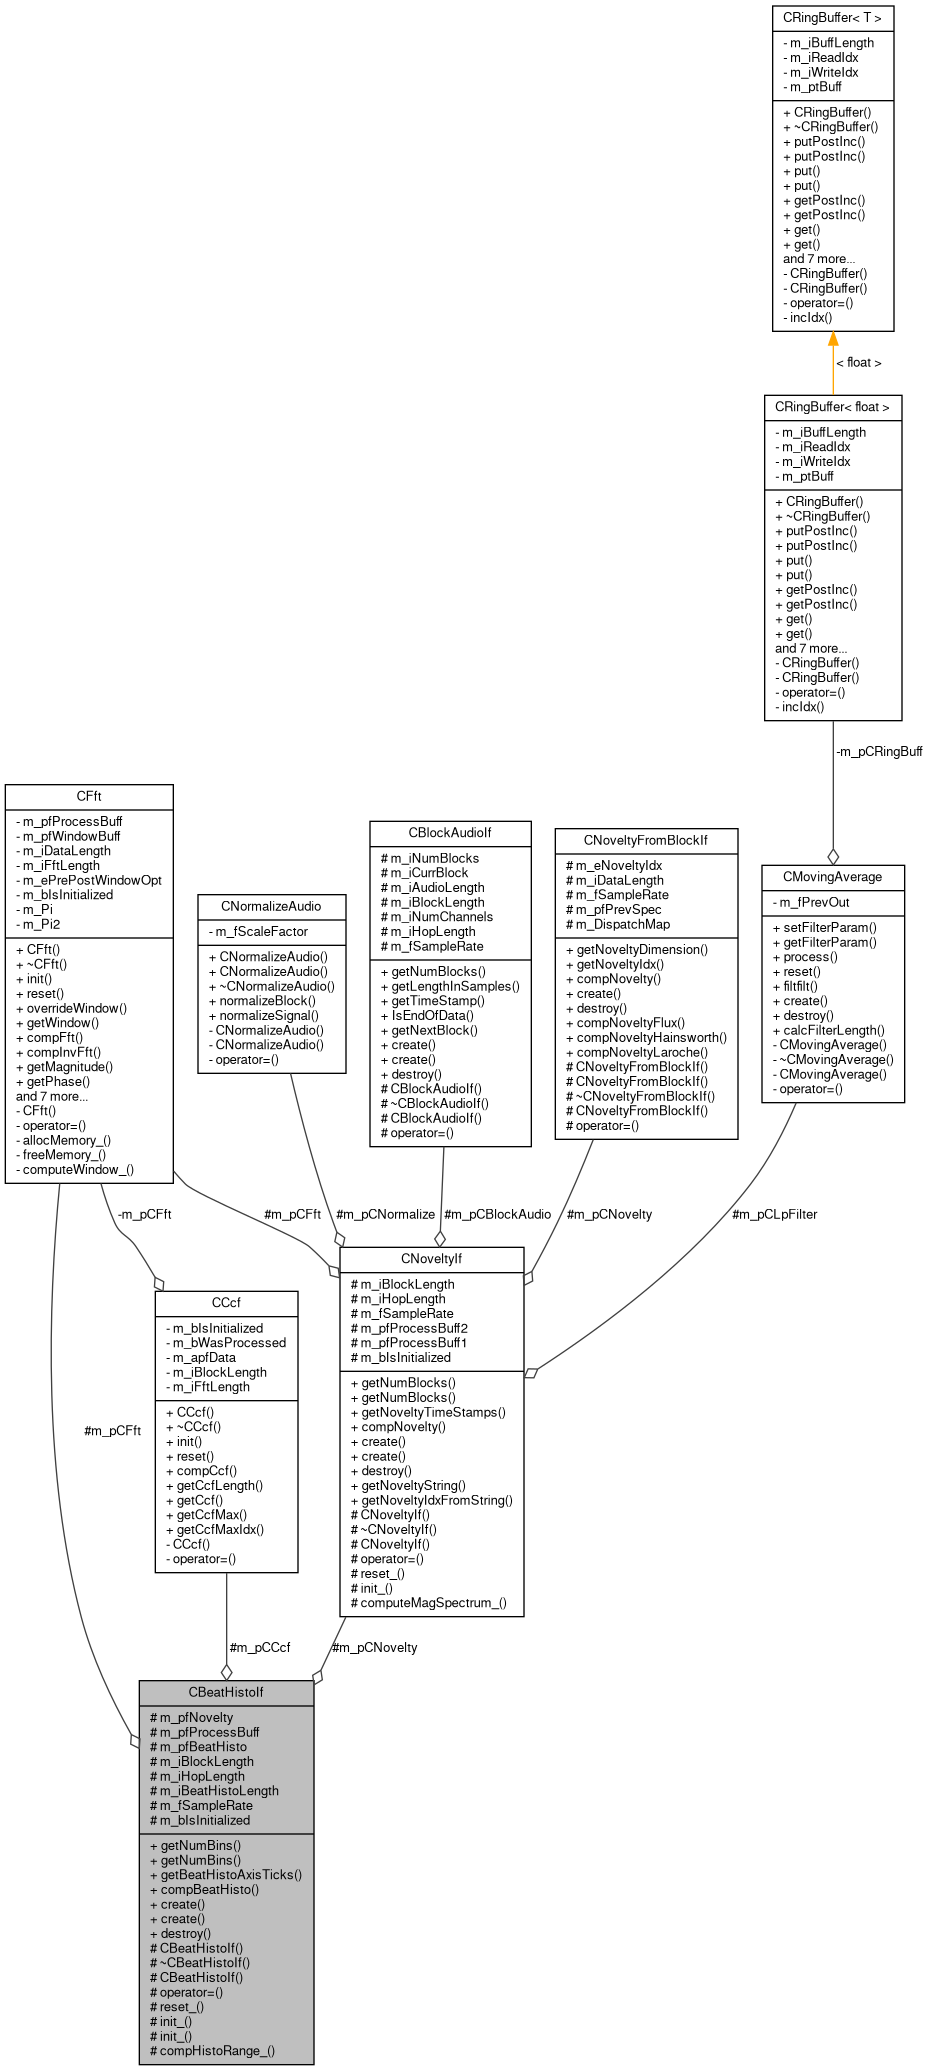 CRingBuffer< T >
- m_iBuffLength
- m_iReadIdx
- m_iWriteIdx
- m_ptBuff
+ CRingBuffer()
+ ~CRingBuffer()
+ putPostInc()
+ putPostInc()
+ put()
+ put()
+ getPostInc()
+ getPostInc()
+ get()
+ get()
and 7 more...
- CRingBuffer()
- CRingBuffer()
- operator=()
- incIdx()
< float >
CRingBuffer< float >
- m_iBuffLength
- m_iReadIdx
- m_iWriteIdx
- m_ptBuff
+ CRingBuffer()
+ ~CRingBuffer()
+ putPostInc()
+ putPostInc()
+ put()
+ put()
+ getPostInc()
+ getPostInc()
+ get()
+ get()
and 7 more...
- CRingBuffer()
- CRingBuffer()
- operator=()
- incIdx()
-m_pCRingBuff
CFft
- m_pfProcessBuff
- m_pfWindowBuff
- m_iDataLength
- m_iFftLength
- m_ePrePostWindowOpt
- m_bIsInitialized
- m_Pi
- m_Pi2
+ CFft()
+ ~CFft()
+ init()
+ reset()
+ overrideWindow()
+ getWindow()
+ compFft()
+ compInvFft()
+ getMagnitude()
+ getPhase()
and 7 more...
- CFft()
- operator=()
- allocMemory_()
- freeMemory_()
- computeWindow_()
CNormalizeAudio
- m_fScaleFactor
+ CNormalizeAudio()
+ CNormalizeAudio()
+ ~CNormalizeAudio()
+ normalizeBlock()
+ normalizeSignal()
- CNormalizeAudio()
- CNormalizeAudio()
- operator=()
CBlockAudioIf
# m_iNumBlocks
# m_iCurrBlock
# m_iAudioLength
# m_iBlockLength
# m_iNumChannels
# m_iHopLength
# m_fSampleRate
+ getNumBlocks()
+ getLengthInSamples()
+ getTimeStamp()
+ IsEndOfData()
+ getNextBlock()
+ create()
+ create()
+ destroy()
# CBlockAudioIf()
# ~CBlockAudioIf()
# CBlockAudioIf()
# operator=()
CNoveltyFromBlockIf
# m_eNoveltyIdx
# m_iDataLength
# m_fSampleRate
# m_pfPrevSpec
# m_DispatchMap
+ getNoveltyDimension()
+ getNoveltyIdx()
+ compNovelty()
+ create()
+ destroy()
+ compNoveltyFlux()
+ compNoveltyHainsworth()
+ compNoveltyLaroche()
# CNoveltyFromBlockIf()
# CNoveltyFromBlockIf()
# ~CNoveltyFromBlockIf()
# CNoveltyFromBlockIf()
# operator=()
CMovingAverage
- m_fPrevOut
+ setFilterParam()
+ getFilterParam()
+ process()
+ reset()
+ filtfilt()
+ create()
+ destroy()
+ calcFilterLength()
- CMovingAverage()
- ~CMovingAverage()
- CMovingAverage()
- operator=()
-m_pCFft
#m_pCFft
#m_pCNormalize
#m_pCBlockAudio
#m_pCNovelty
#m_pCLpFilter
CCcf
- m_bIsInitialized
- m_bWasProcessed
- m_apfData
- m_iBlockLength
- m_iFftLength
+ CCcf()
+ ~CCcf()
+ init()
+ reset()
+ compCcf()
+ getCcfLength()
+ getCcf()
+ getCcfMax()
+ getCcfMaxIdx()
- CCcf()
- operator=()
CNoveltyIf
# m_iBlockLength
# m_iHopLength
# m_fSampleRate
# m_pfProcessBuff2
# m_pfProcessBuff1
# m_bIsInitialized
+ getNumBlocks()
+ getNumBlocks()
+ getNoveltyTimeStamps()
+ compNovelty()
+ create()
+ create()
+ destroy()
+ getNoveltyString()
+ getNoveltyIdxFromString()
# CNoveltyIf()
# ~CNoveltyIf()
# CNoveltyIf()
# operator=()
# reset_()
# init_()
# computeMagSpectrum_()
#m_pCFft
#m_pCCcf
#m_pCNovelty
CBeatHistoIf
# m_pfNovelty
# m_pfProcessBuff
# m_pfBeatHisto
# m_iBlockLength
# m_iHopLength
# m_iBeatHistoLength
# m_fSampleRate
# m_bIsInitialized
+ getNumBins()
+ getNumBins()
+ getBeatHistoAxisTicks()
+ compBeatHisto()
+ create()
+ create()
+ destroy()
# CBeatHistoIf()
# ~CBeatHistoIf()
# CBeatHistoIf()
# operator=()
# reset_()
# init_()
# init_()
# compHistoRange_()